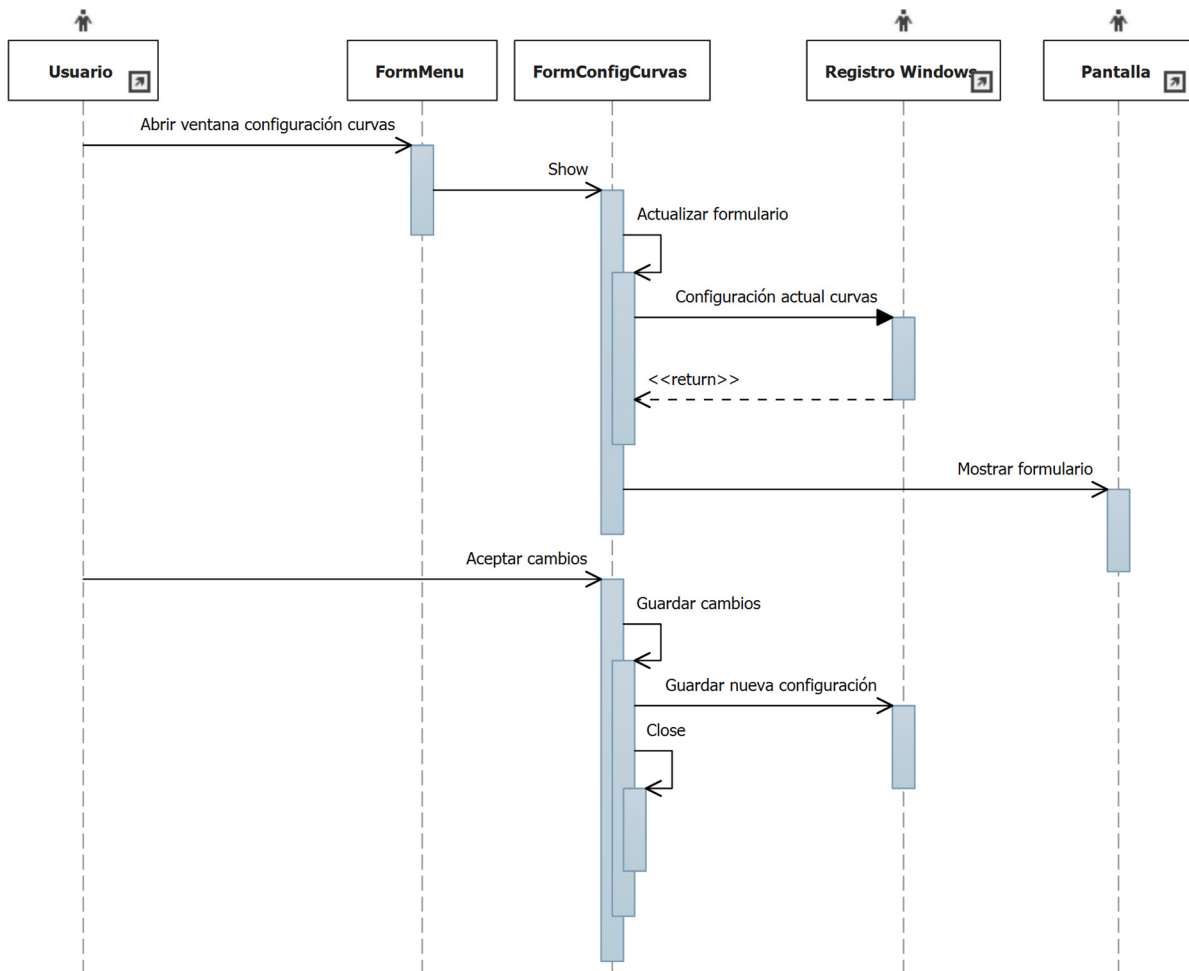 Usuario
FormMenu
FormConfigCurvas
Registro Windows
Pantalla
Abrir ventana configuración curvas
Show
Actualizar formulario
Configuración actual curvas
<<return>>
Mostrar formulario
Aceptar cambios
Guardar cambios
Guardar nueva configuración
Close